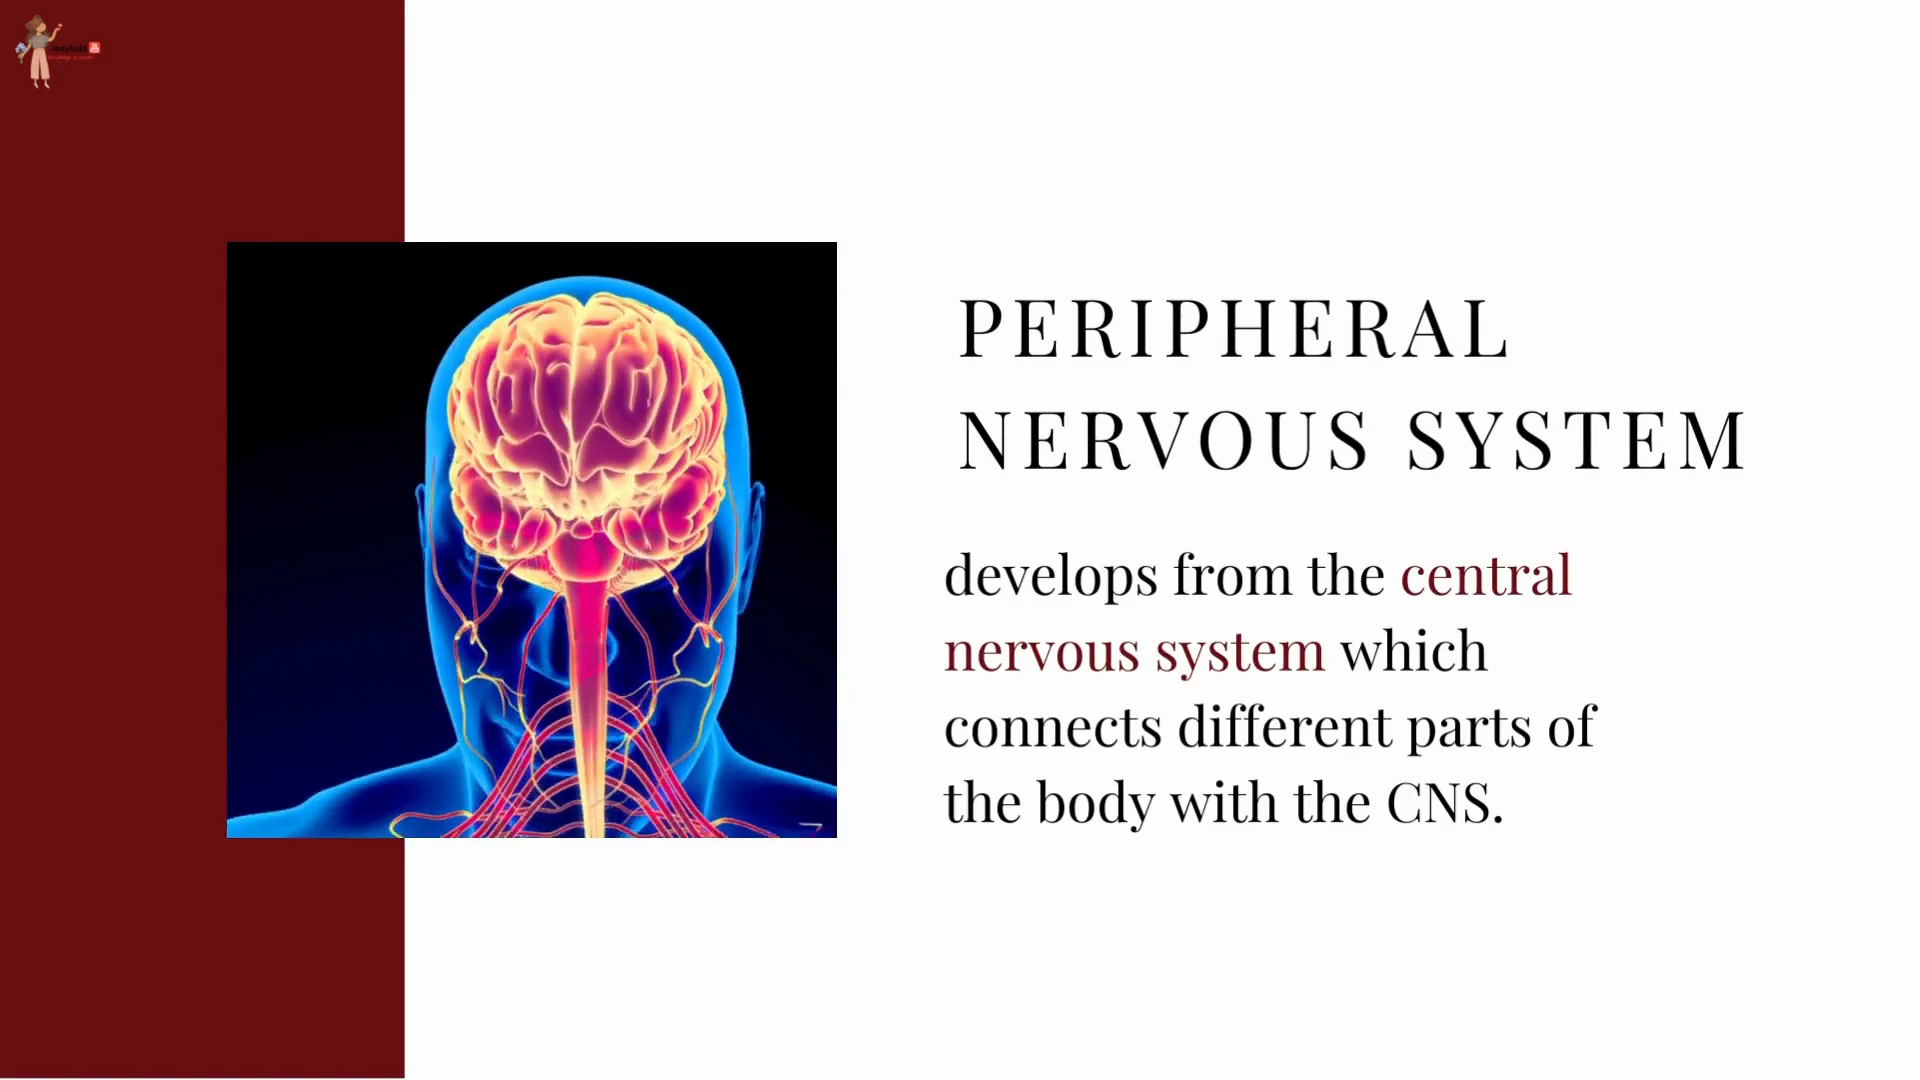 PERIPHERAL
NERVOUS SYSTEM
develops from the central
nervous system which
connects different parts of
the body with the CNS.